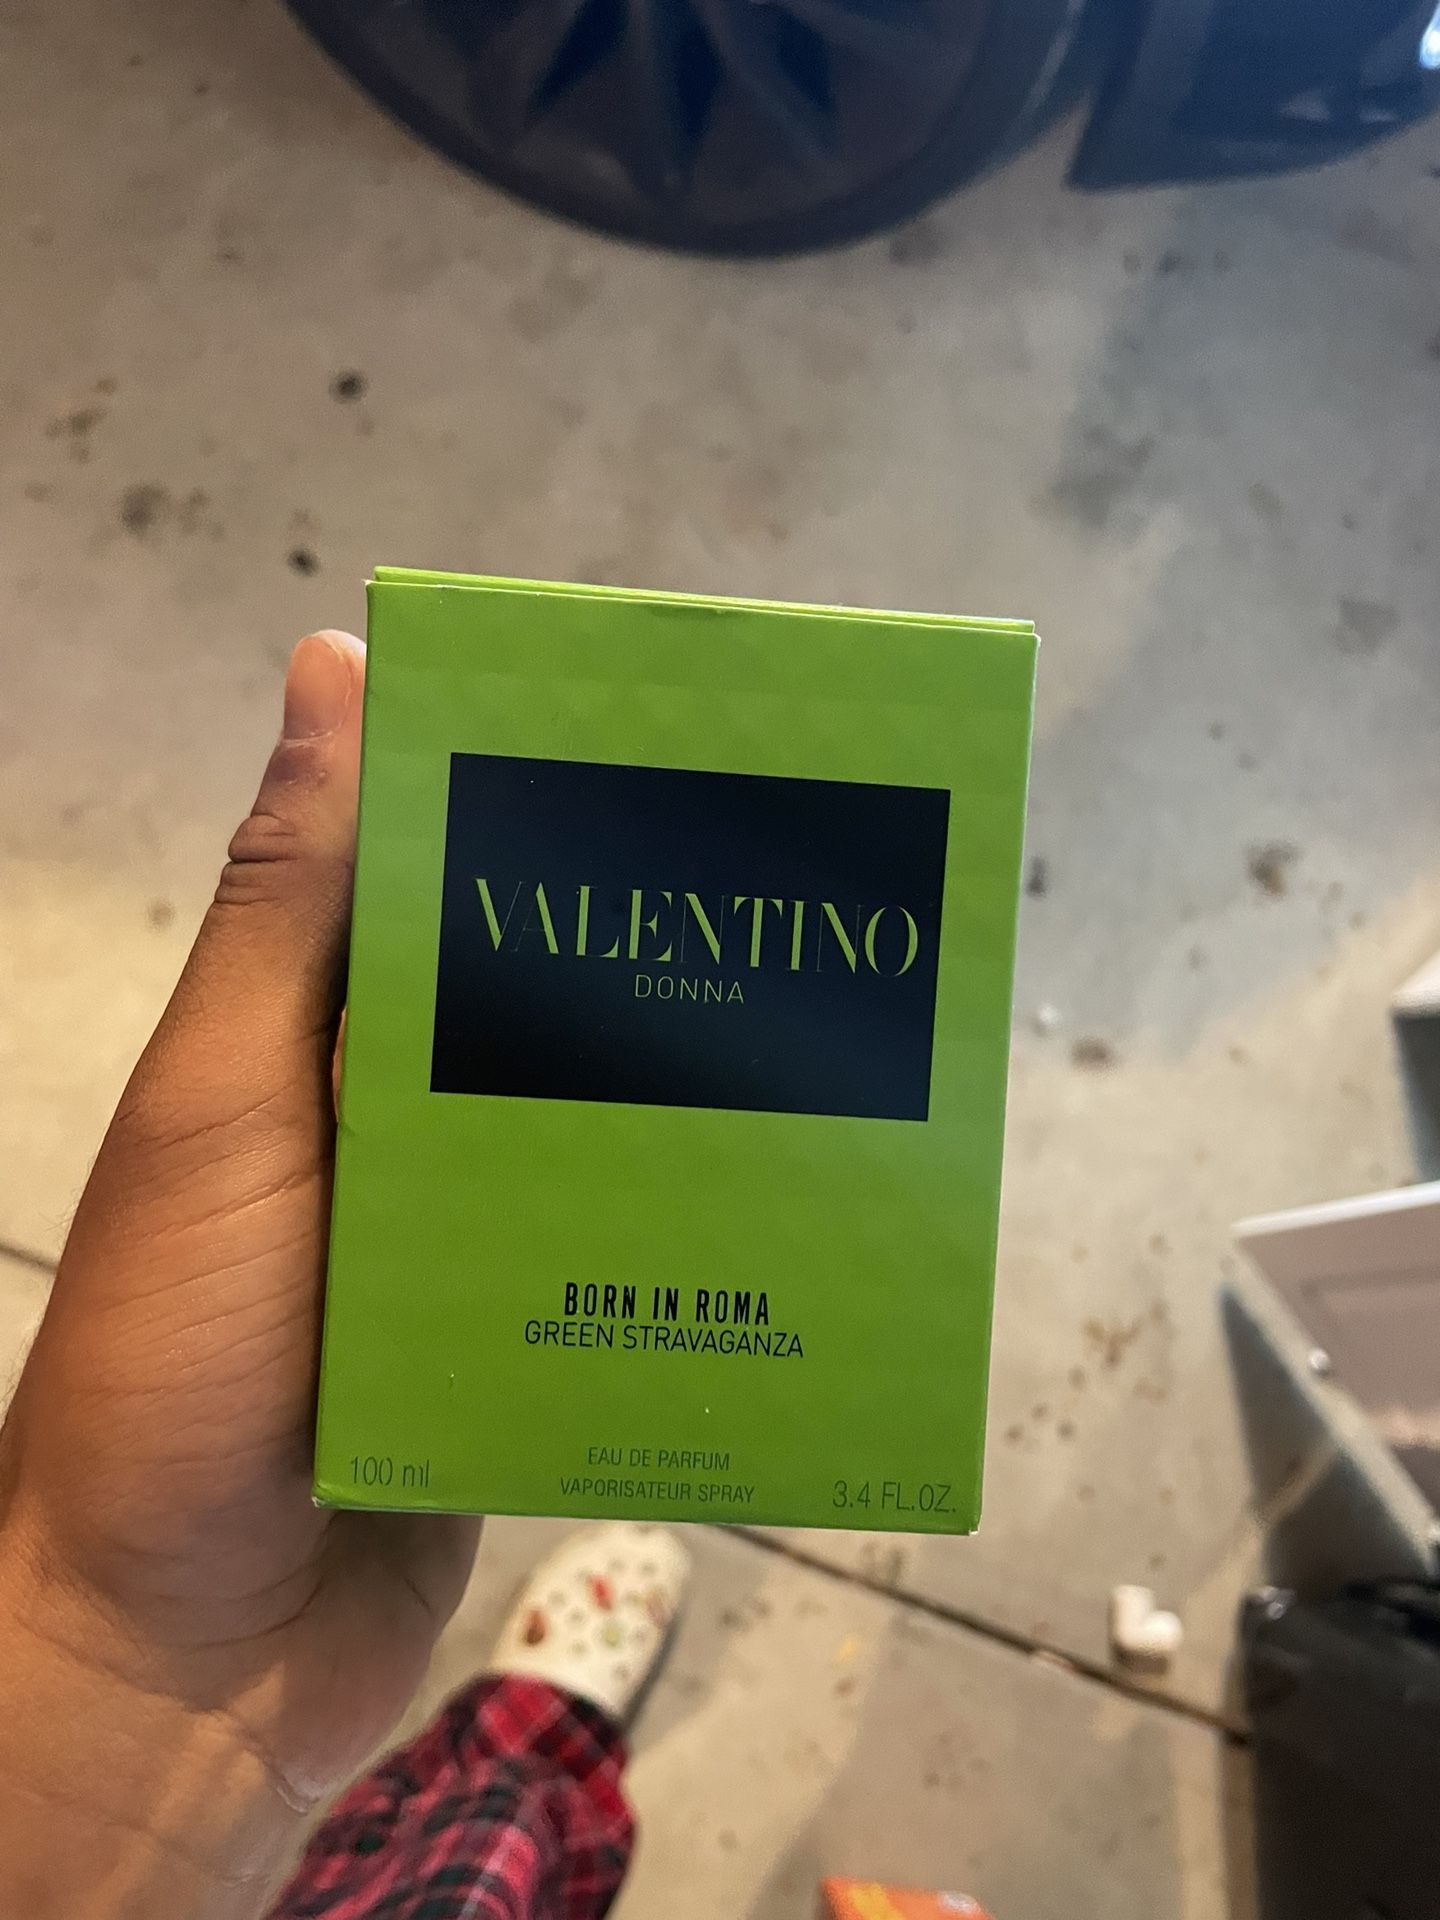 VALENTINO
DONNA
BORN IN ROMA
GREEN STRAVAGANZA
EAU DE PARFUM
100 ml VAPORISATEUR SPRAY 3.4 FL.OZ.